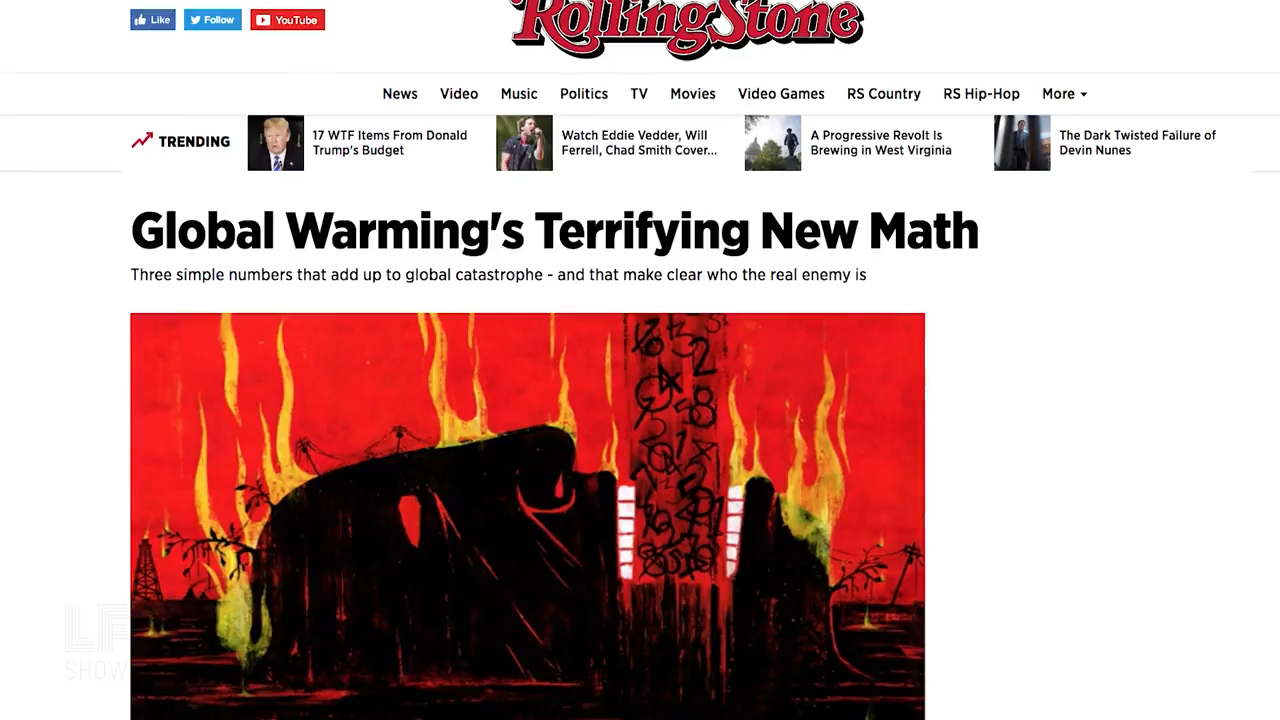 Like
Follow
YouTube
RollingStone
News Video Music Politics TV Movies Video Games RS Country RS Hip-Hop More
TRENDING
17 WTF Items From Donald
Trump's Budget
Watch Eddie Vedder, Will
Ferrell, Chad Smith Cover...
A Progressive Revolt Is
Brewing in West Virginia
The Dark Twisted Failure of
Devin Nunes
Global Warming's Terrifying New Math
Three simple numbers that add up to global catastrophe - and that make clear who the real enemy is
LF
SHOW